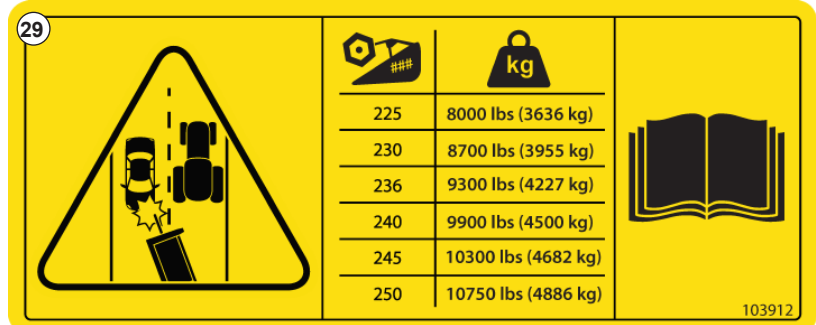 29
###
kg
225 8000 lbs (3636 kg)
230 8700 lbs (3955 kg)
236 9300 lbs (4227 kg)
240 9900 lbs (4500 kg)
245 10300 lbs (4682 kg)
250 10750 lbs (4886 kg)
103912